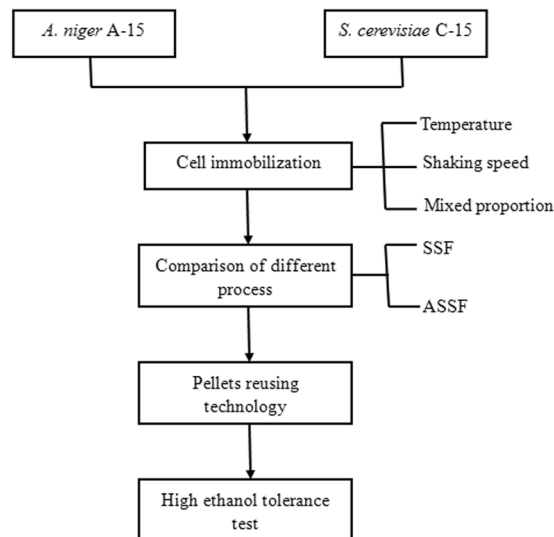 A. niger A-15
S. cerevisiae C-15
Cell immobilization
Temperature
Shaking speed
Mixed proportion
Comparison of different
process
SSF
ASSF
Pellets reusing
technology
High ethanol tolerance
test